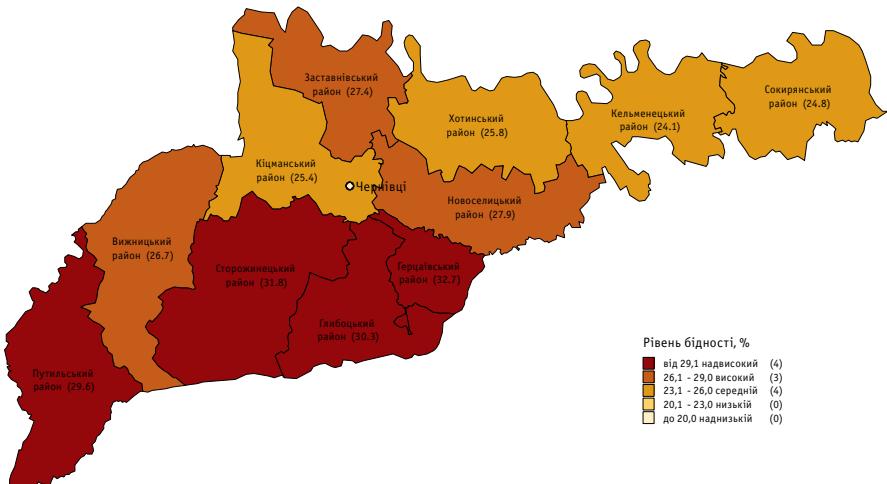 Заставнівський
район (27.4)
Хотинський
район (25.8)
Кельменецький
район (24.1)
Сокирянський
район (24.8)
Кіцманський
район (25.4)
Чернівці
Новоселицький
район (27.9)
Вижницький
район (26.7)
Сторожинецький
район (31.8)
Герцаївський
район (32.7)
Глибоцький
район (30.3)
Путильський
район (29.6)
Рівень бідності, %
від 29,1 надвисокий (4)
26,1 - 29,0 високий (3)
23,1 - 26,0 середній (4)
20,1 - 23,0 низькій (0)
до 20,0 наднизькій (0)